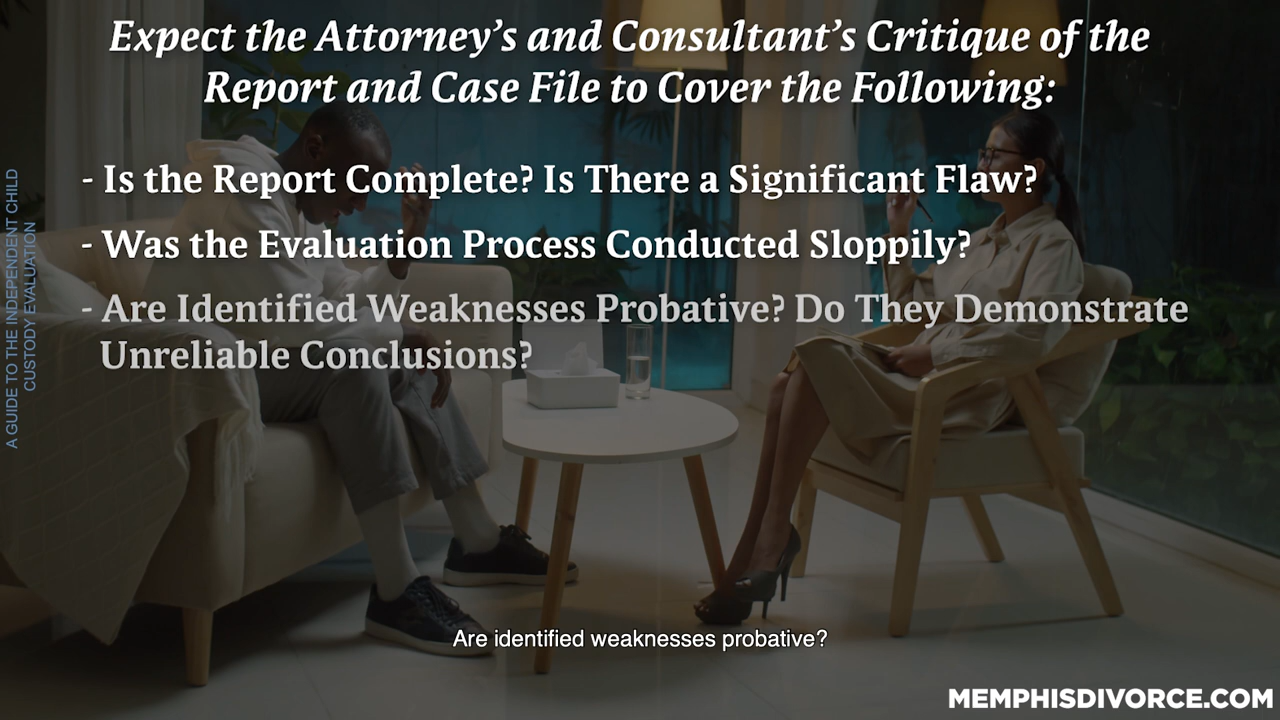 Expect the Attorney’s and Consultant’s Critique of the
Report and Case File to Cover the Following:
- Is the Report Complete? Is There a Significant Flaw?
- Was the Evaluation Process Conducted Sloppily?
- Are Identified Weaknesses Probative? Do They Demonstrate
Unreliable Conclusions?
A GUIDE TO THE INDEPENDENT CHILD
CUSTODY EVALUATION
Are identified weaknesses probative?
MEMPHISDIVORCE.COM